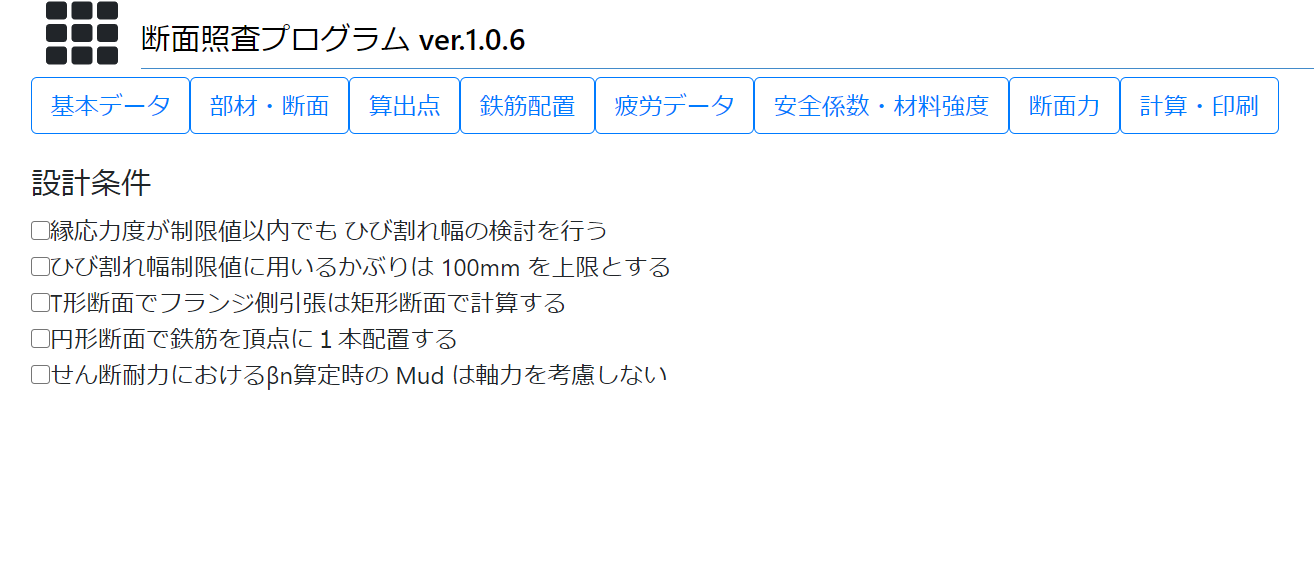 断面照査プログラム ver.1.0.6
基本データ 部材・断面 算出点 鉄筋配置 疲労データ 安全係数・材料強度 断面力 計算・印刷
設計条件
縁応力度が制限値以内でも ひび割れ幅の検討を行う
ひび割れ幅制限値に用いるかぶりは 100mm を上限とする
T形断面でフランジ側引張は矩形断面で計算する
円形断面で鉄筋を頂点に１本配置する
せん断耐力におけるβn算定時の Mud は軸力を考慮しない